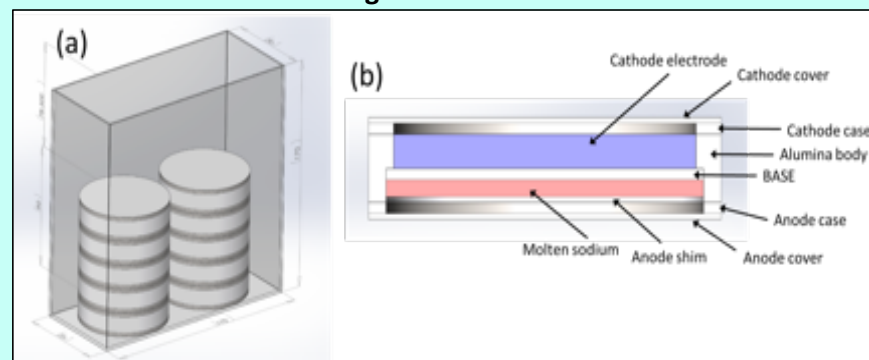 (a)
(b)
Cathode electrode
Cathode cover
Cathode case
Alumina body
BASE
Anode case
Molten sodium
Anode shim
Anode cover